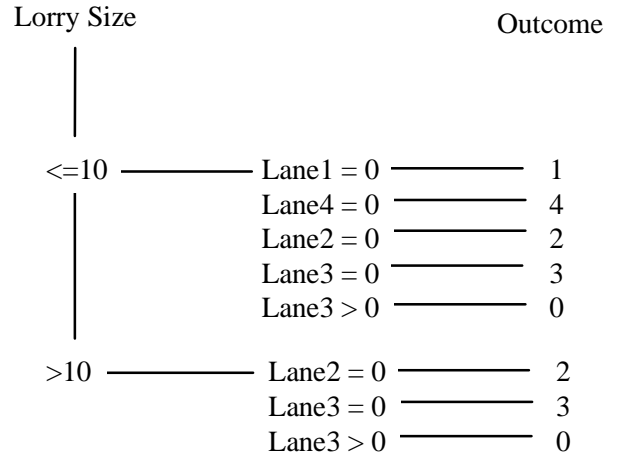 Lorry Size Outcome
<=10 Lane1 = 0 1
Lane4 = 0 4
Lane2 = 0 2
Lane3 = 0 3
Lane3 > 0 0
>10 Lane2 = 0 2
Lane3 = 0 3
Lane3 > 0 0